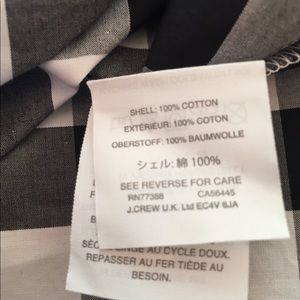 SHELL: 100% COTTON
EXTÉRIEUR: 100% COTON
OBERSTOFF: 100% BAUMWOLLE
シェル: 綿 100%
SEE REVERSE FOR CARE
RN77388 CA56445
J.CREW U.K. Ltd EC4V 6JA
AU CYCLE DOUX.
REPASSER AU FER TIÈDE AU
BESOIN.